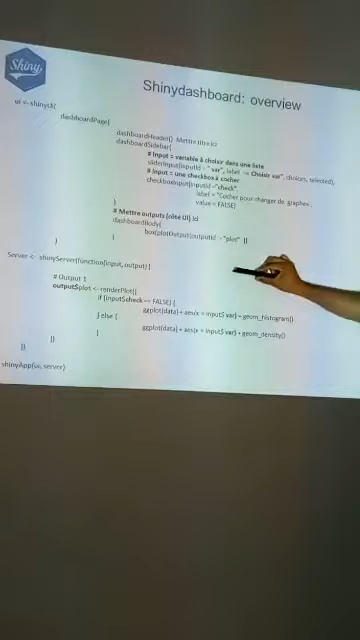 Shiny
Shinydashboard: overview
ui <- shinyUI(
dashboardPage(
dashboardHeader() Mettre titre ici
dashboardSidebar(
# Input = variable à choisir dans une liste
sliderInput(inputId = "var", label = Choisir var", choices, selected),
# Input = une checkbox à cocher
checkboxInput(inputId ="check",
label = "Cocher pour changer de graphes",
value = FALSE)
)
# Mettre outputs (côté UI) ici
dashboardBody(
box(plotOutput(outputId = "plot" ))
)
)
Server <- shinyServer(function(input, output) {
# Output 1
output$plot <- renderPlot({
if (input$check == FALSE) {
ggplot(data) + aes(x = input$ var) + geom_histogram()
} else {
ggplot(data) + aes(x = input$ var) + geom_density()
}
})
})
shinyApp(ui, server)